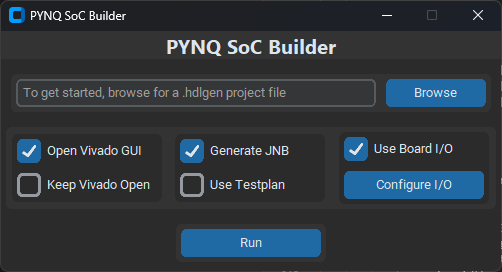 PYNQ SoC Builder
PYNQ SoC Builder
To get started, browse for a .hdlgen project file
Browse
Open Vivado GUI
Keep Vivado Open
Generate JNB
Use Testplan
Use Board I/O
Configure I/O
Run